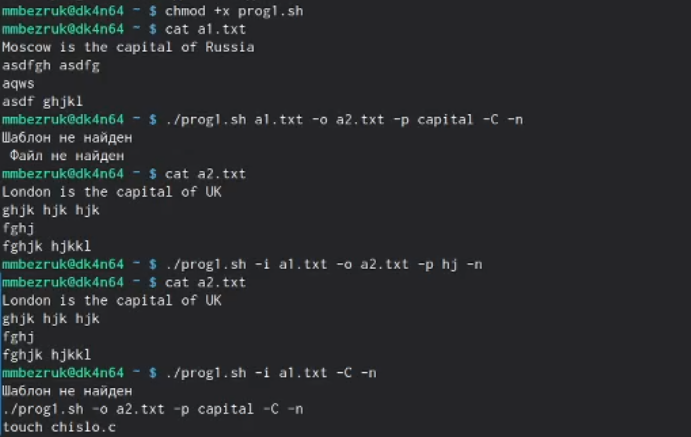 mmbezruk@dk4n64 ~ $ chmod +x prog1.sh
mmbezruk@dk4n64 ~ $ cat a1.txt
Moscow is the capital of Russia
asdfgh asdfg
aqws
asdf ghjkl
mmbezruk@dk4n64 ~ $ ./prog1.sh a1.txt -o a2.txt -p capital -C -n
Шаблон не найден
Файл не найден
mmbezruk@dk4n64 ~ $ cat a2.txt
London is the capital of UK
ghjk hjk hjk
fghj
fghjk hjkkl
mmbezruk@dk4n64 ~ $ ./prog1.sh -i a1.txt -o a2.txt -p hj -n
mmbezruk@dk4n64 ~ $ cat a2.txt
London is the capital of UK
ghjk hjk hjk
fghj
fghjk hjkkl
mmbezruk@dk4n64 ~ $ ./prog1.sh -i a1.txt -C -n
Шаблон не найден
./prog1.sh -o a2.txt -p capital -C -n
touch chislo.c